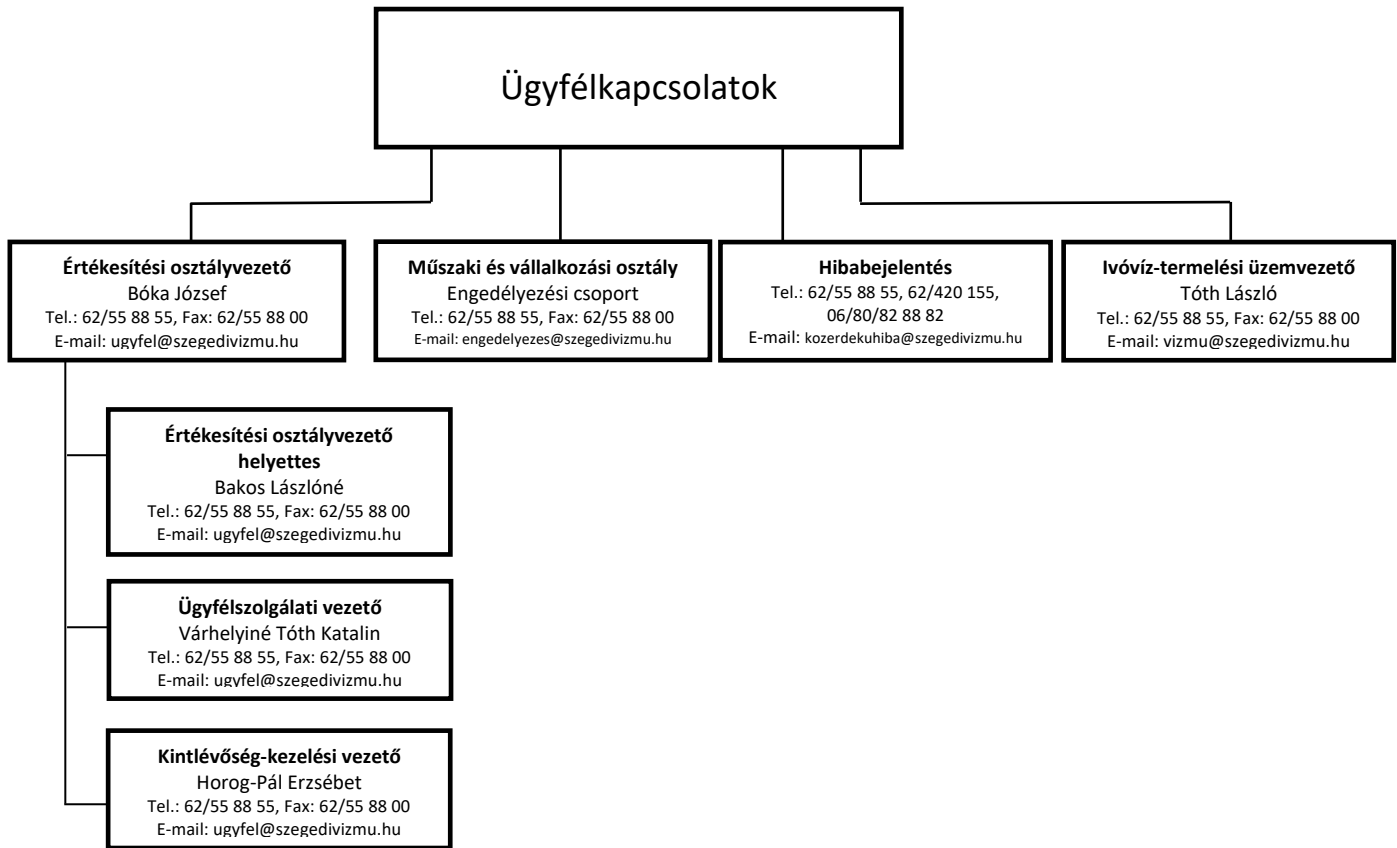 Ügyfélkapcsolatok
Értékesítési osztályvezető
Bóka József
Tel.: 62/55 88 55, Fax: 62/55 88 00
E-mail: ugyfel@szegedivizmu.hu
Műszaki és vállalkozási osztály
Engedélyezési csoport
Tel.: 62/55 88 55, Fax: 62/55 88 00
E-mail: engedelyezes@szegedivizmu.hu
Hibabejelentés
Tel.: 62/55 88 55, 62/420 155,
06/80/82 88 82
E-mail: kozerdekuhiba@szegedivizmu.hu
Ivóvíz-termelési üzemvezető
Tóth László
Tel.: 62/55 88 55, Fax: 62/55 88 00
E-mail: vizmu@szegedivizmu.hu
Értékesítési osztályvezető
helyettes
Bakos Lászlóné
Tel.: 62/55 88 55, Fax: 62/55 88 00
E-mail: ugyfel@szegedivizmu.hu
Ügyfélszolgálati vezető
Várhelyiné Tóth Katalin
Tel.: 62/55 88 55, Fax: 62/55 88 00
E-mail: ugyfel@szegedivizmu.hu
Kintlévőség-kezelési vezető
Horog-Pál Erzsébet
Tel.: 62/55 88 55, Fax: 62/55 88 00
E-mail: ugyfel@szegedivizmu.hu